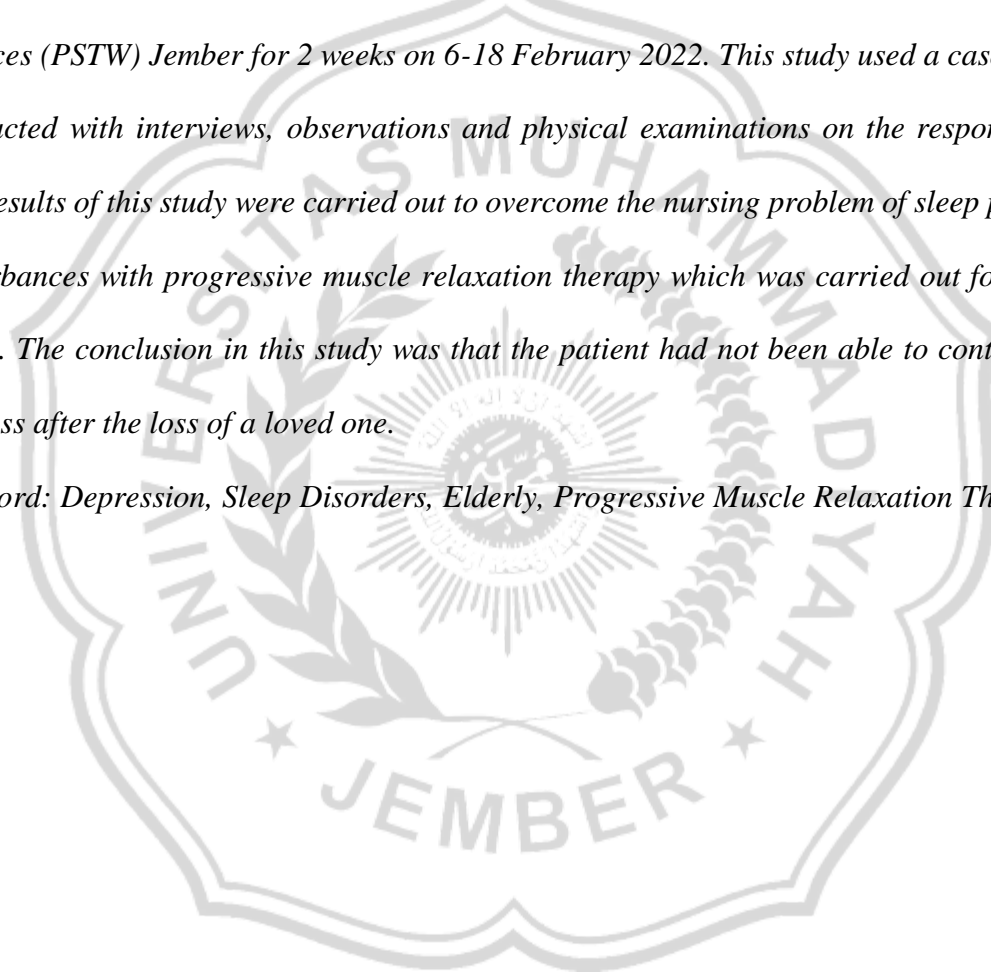 ces (PSTW) Jember for 2 weeks on 6-18 February 2022. This study used a cas
ucted with interviews, observations and physical examinations on the respon
esults of this study were carried out to overcome the nursing problem of sleep p
rbances with progressive muscle relaxation therapy which was carried out fo
. The conclusion in this study was that the patient had not been able to cont
ss after the loss of a loved one.
ord: Depression, Sleep Disorders, Elderly, Progressive Muscle Relaxation Th
UNIVERSITAS MUHAMMADIYAH
JEMBER